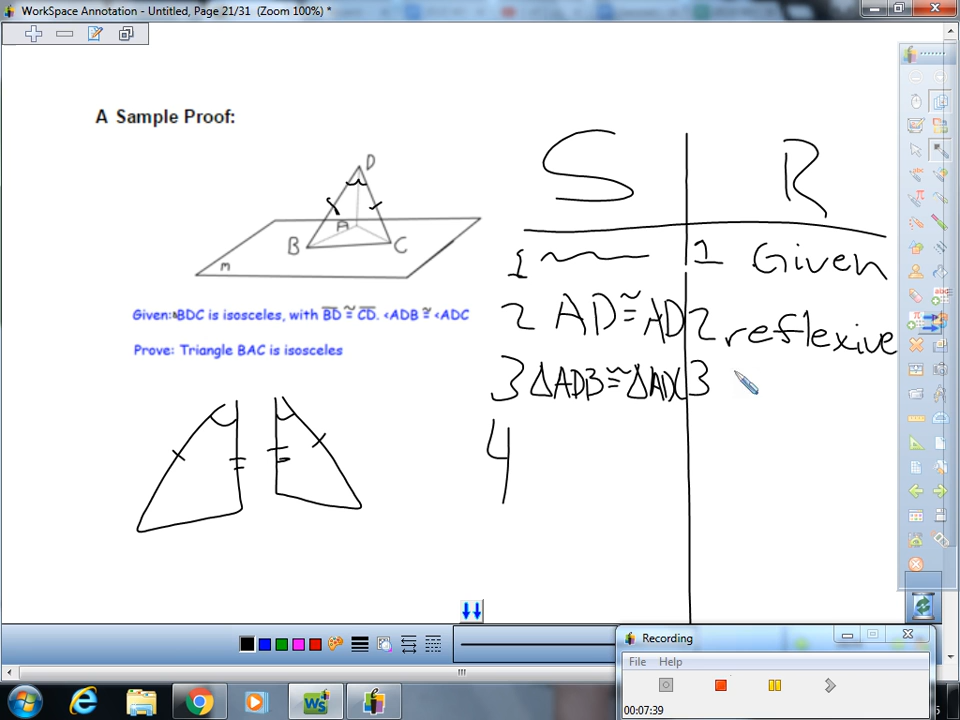 WorkSpace Annotation - Untitled, Page 21/31 (Zoom 100%) *
A Sample Proof:
D
A
B
C
m
Given: BDC is isosceles, with BD ≅ CD. <ADB ≅ <ADC
Prove: Triangle BAC is isosceles
S R
1 1 Given
2 AD≅AD 2 reflexive
3 ΔADB≅ΔADC 3
4
Recording
File Help
00:07:39